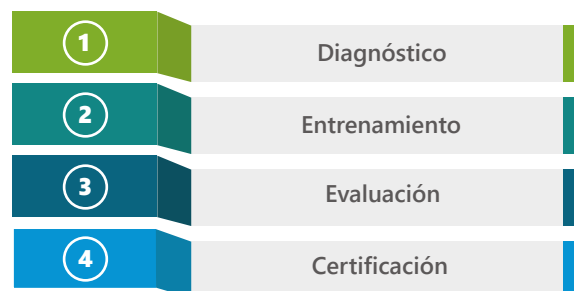 1 Diagnóstico
2 Entrenamiento
3 Evaluación
4 Certificación